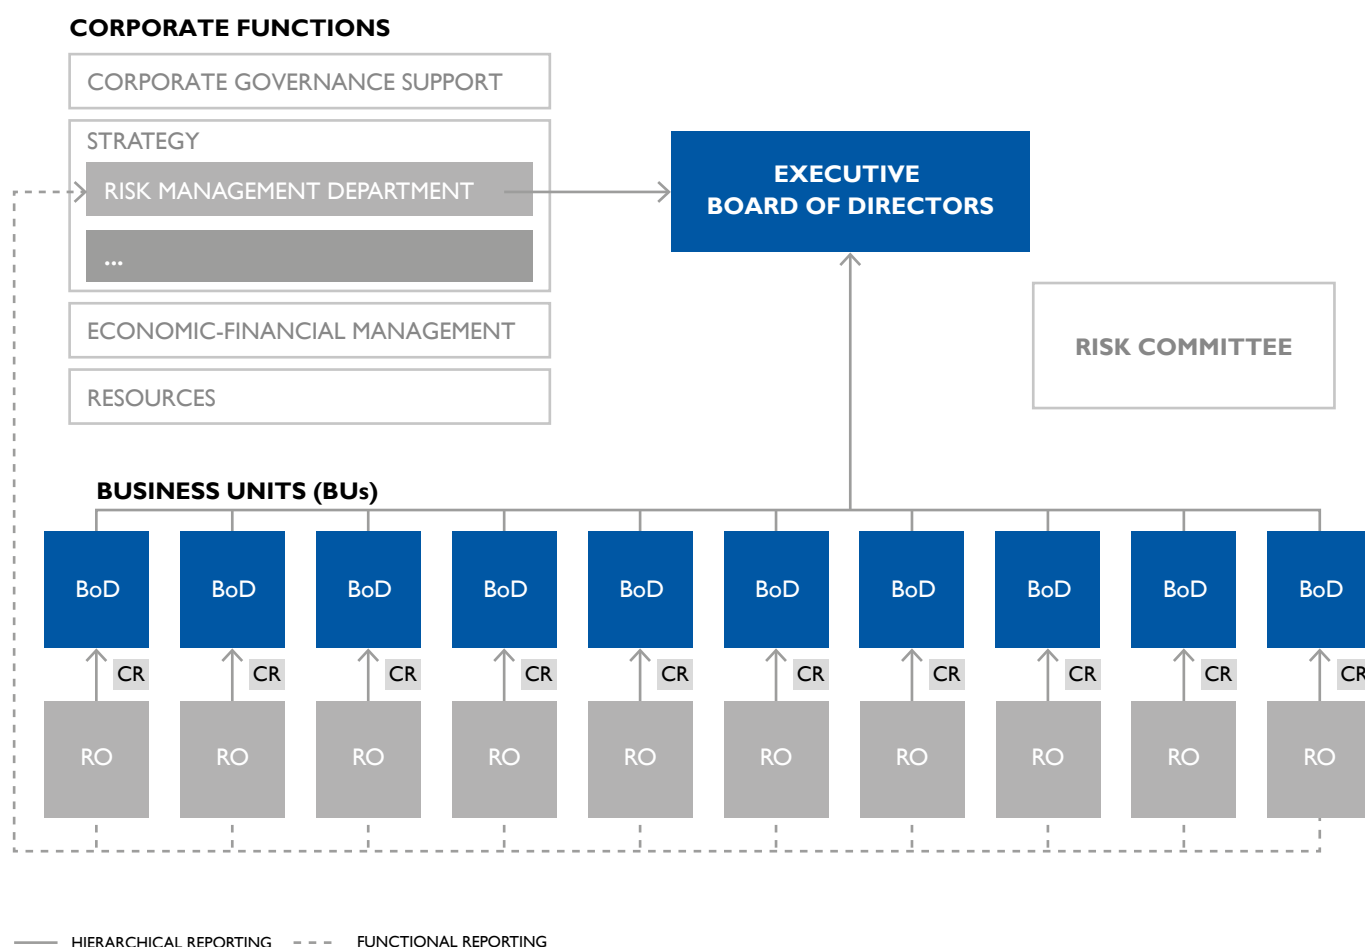 CORPORATE FUNCTIONS
CORPORATE GOVERNANCE SUPPORT
STRATEGY
RISK MANAGEMENT DEPARTMENT
...
ECONOMIC-FINANCIAL MANAGEMENT
RESOURCES
EXECUTIVE
BOARD OF DIRECTORS
RISK COMMITTEE
BUSINESS UNITS (BUs)
BoD BoD BoD BoD BoD BoD BoD BoD BoD BoD
CR CR CR CR CR CR CR CR CR CR
RO RO RO RO RO RO RO RO RO RO
HIERARCHICAL REPORTING FUNCTIONAL REPORTING